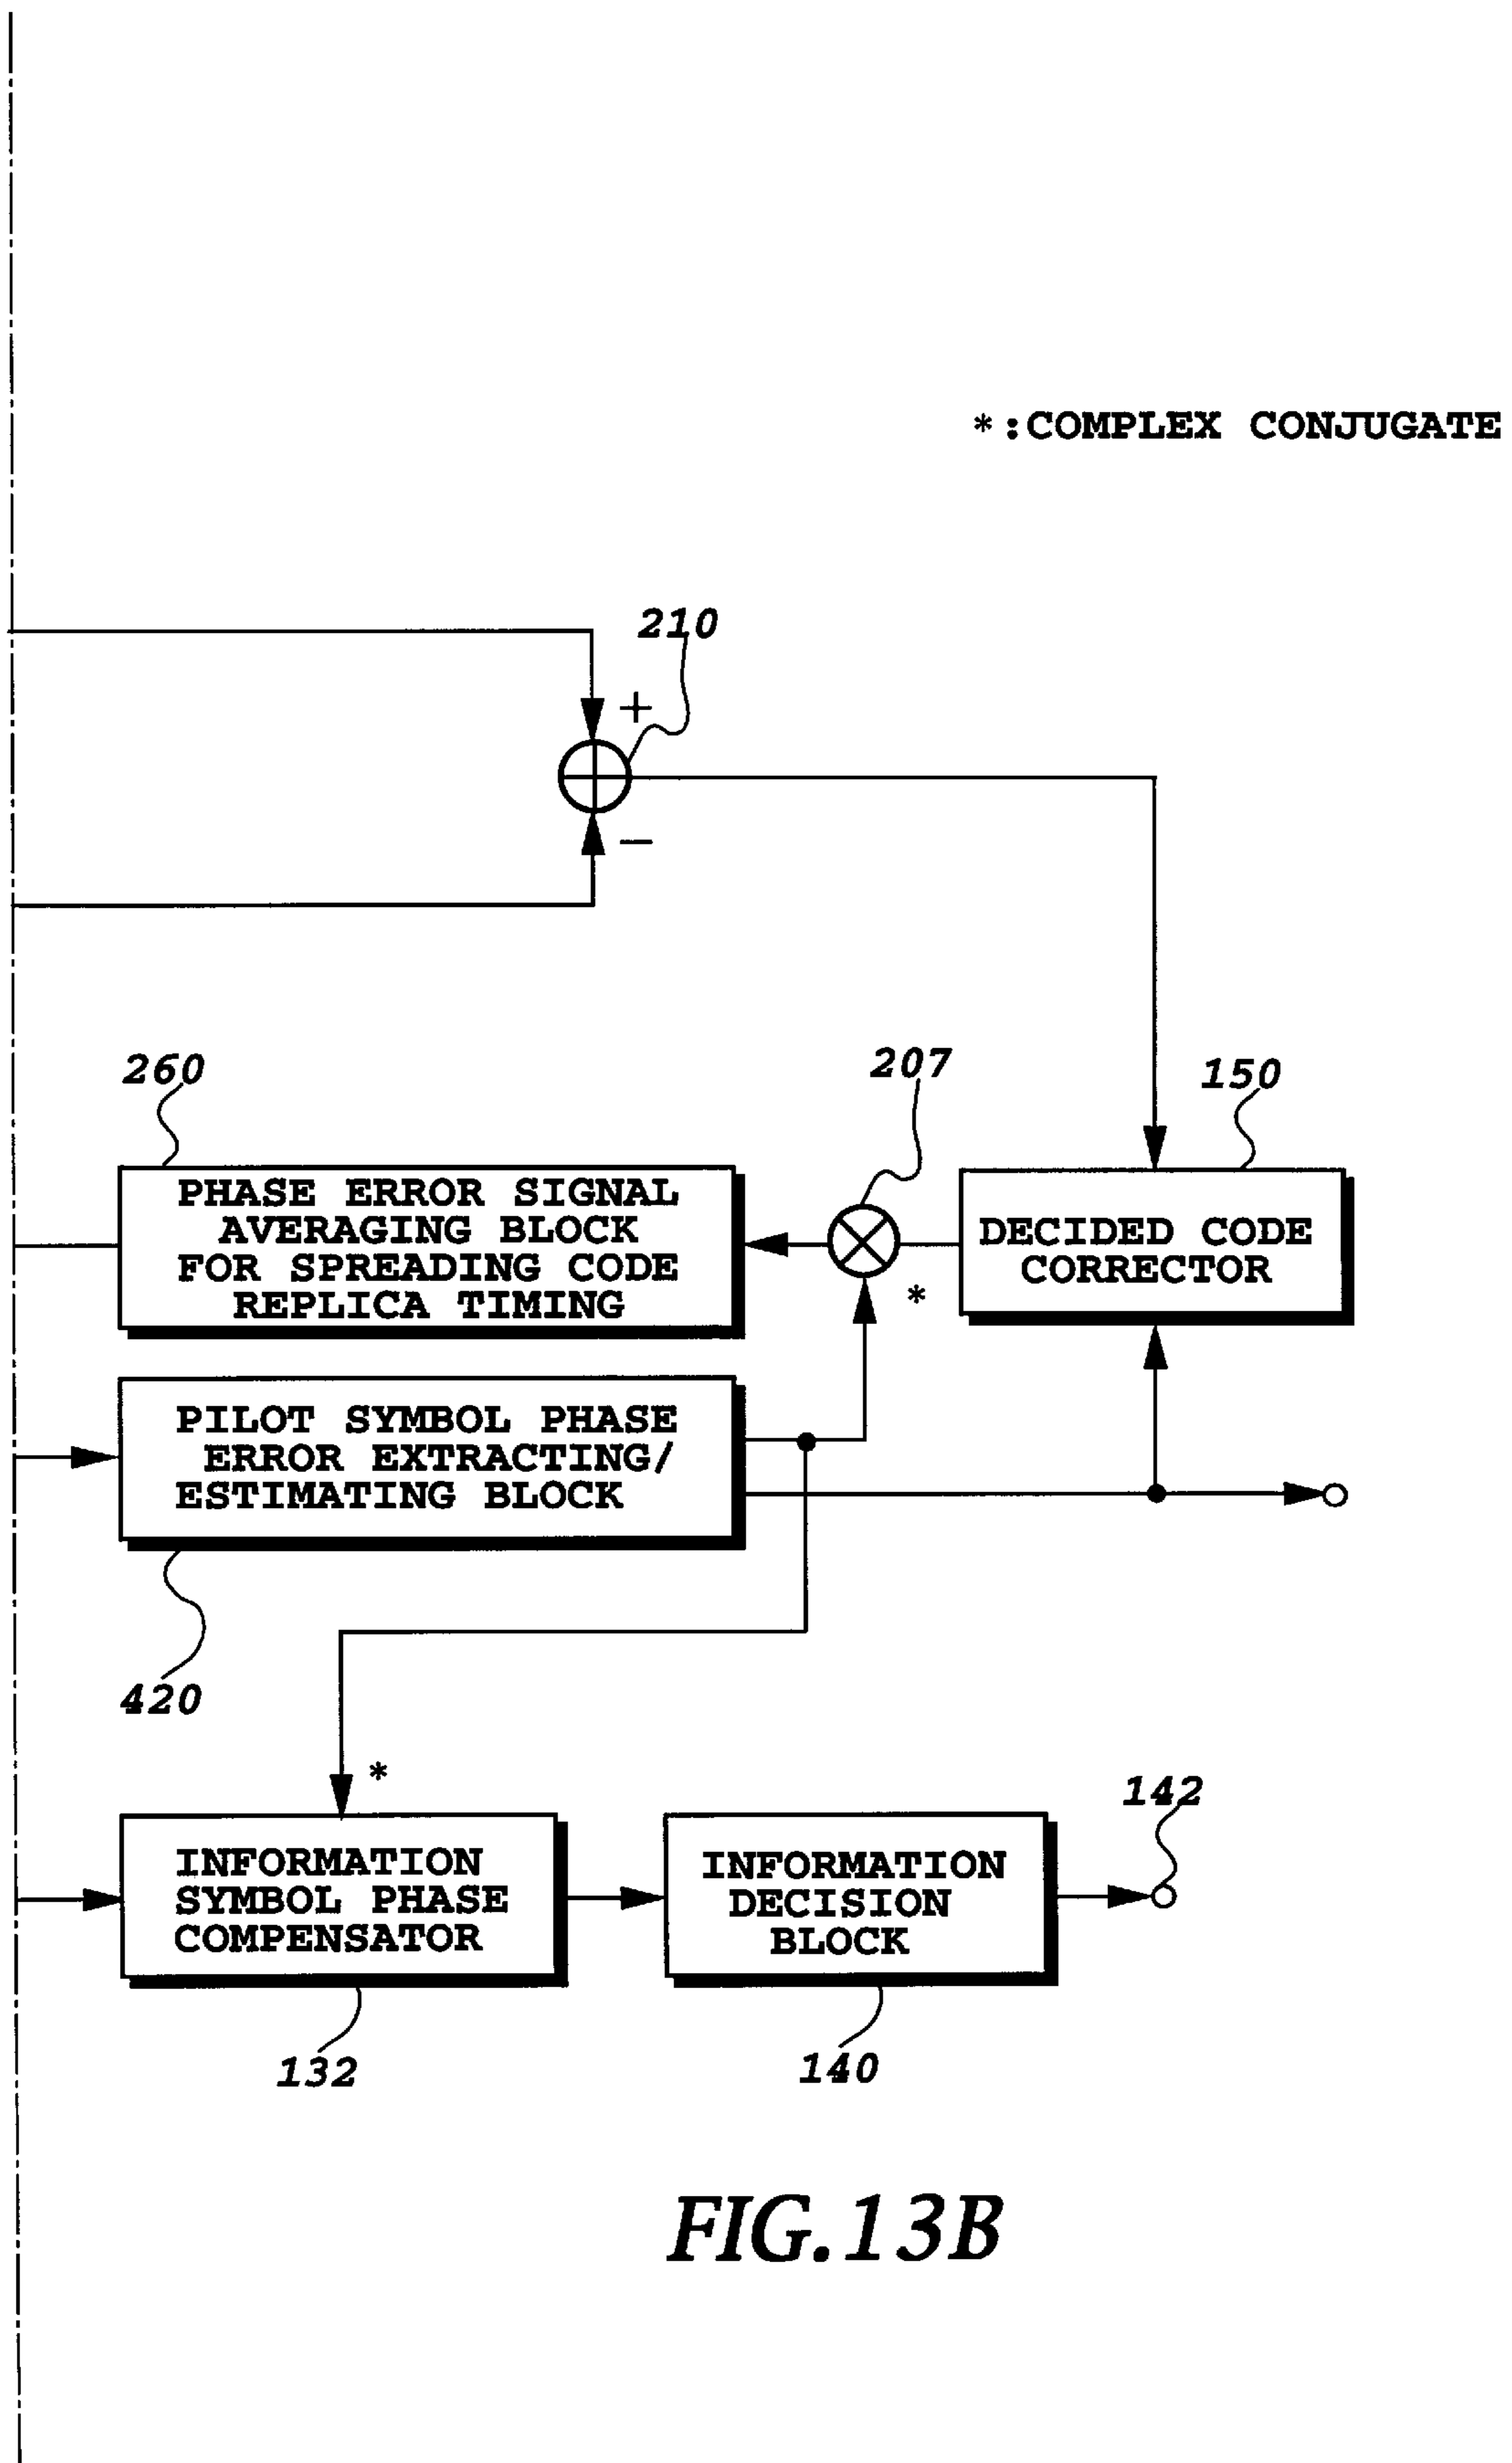 *:COMPLEX CONJUGATE
210
+
−
260
207
150
PHASE ERROR SIGNAL
AVERAGING BLOCK
FOR SPREADING CODE
REPLICA TIMING
*
DECIDED CODE
CORRECTOR
PILOT SYMBOL PHASE
ERROR EXTRACTING/
ESTIMATING BLOCK
420
*
142
INFORMATION
SYMBOL PHASE
COMPENSATOR
INFORMATION
DECISION
BLOCK
132
140
FIG.13B